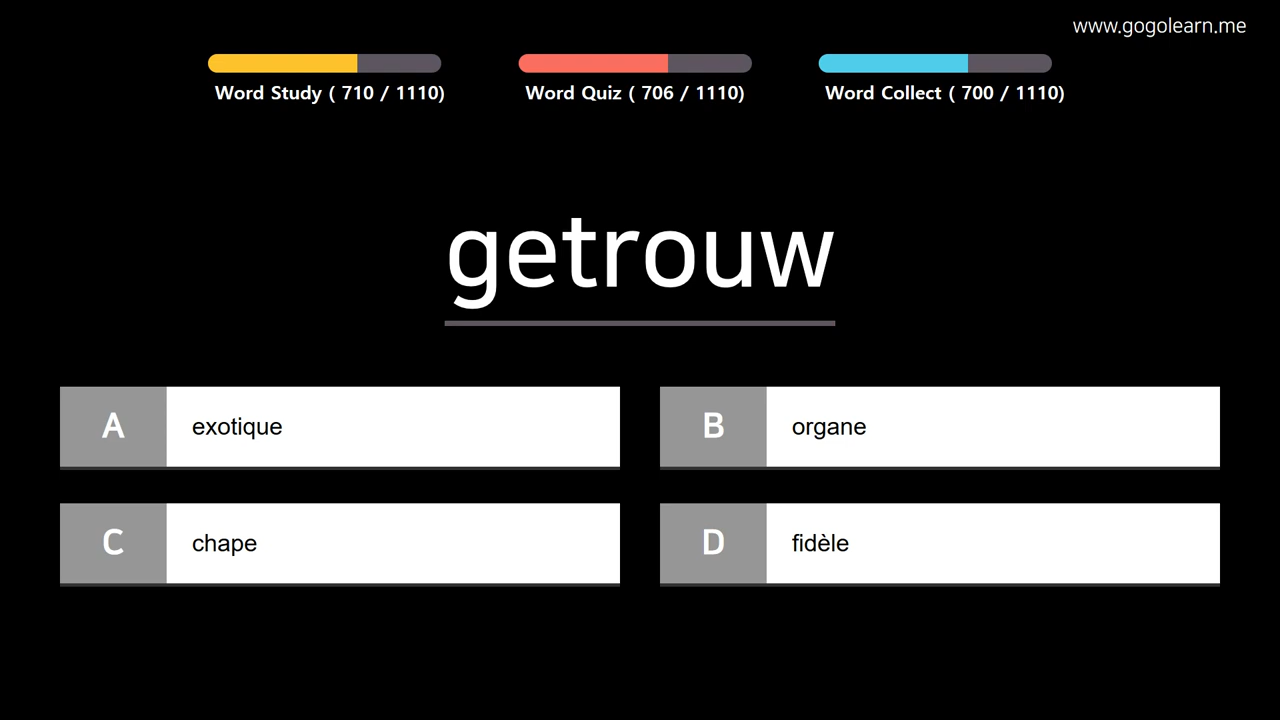 www.gogolearn.me
Word Study ( 710 / 1110)
Word Quiz ( 706 / 1110)
Word Collect ( 700 / 1110)
getrouw
A exotique
B organe
C chape
D fidèle